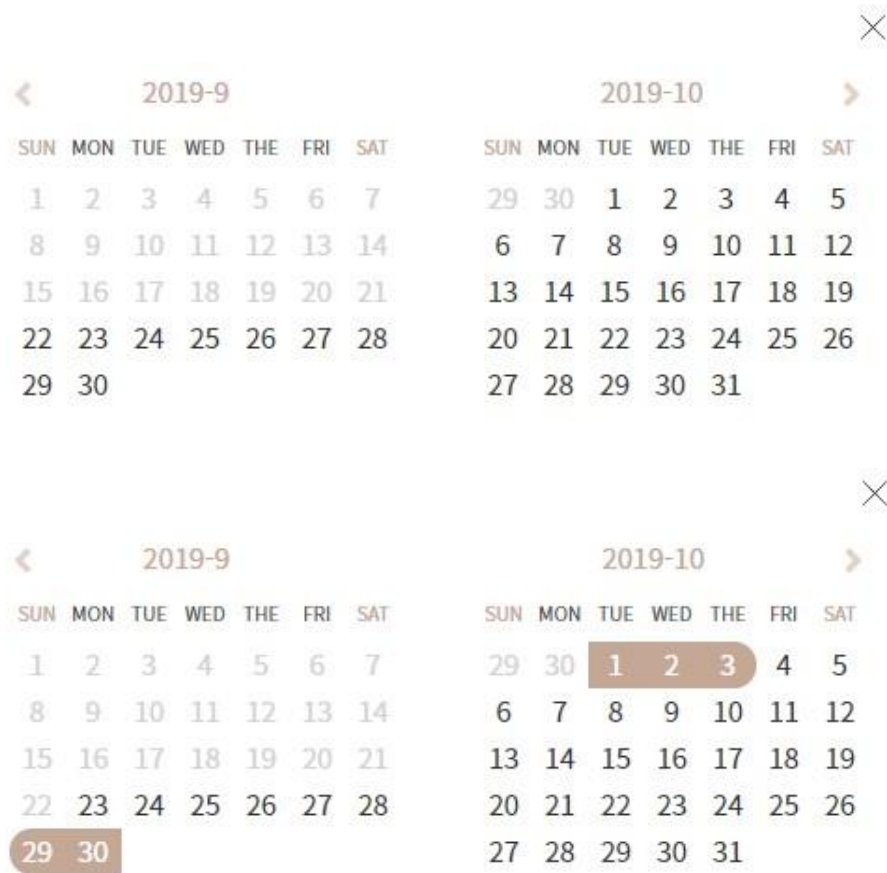 2019-9 2019-10
SUN MON TUE WED THE FRI SAT SUN MON TUE WED THE FRI SAT
1 2 3 4 5 6 7 29 30 1 2 3 4 5
8 9 10 11 12 13 14 6 7 8 9 10 11 12
15 16 17 18 19 20 21 13 14 15 16 17 18 19
22 23 24 25 26 27 28 20 21 22 23 24 25 26
29 30 27 28 29 30 31
2019-9 2019-10
SUN MON TUE WED THE FRI SAT SUN MON TUE WED THE FRI SAT
1 2 3 4 5 6 7 29 30 1 2 3 4 5
8 9 10 11 12 13 14 6 7 8 9 10 11 12
15 16 17 18 19 20 21 13 14 15 16 17 18 19
22 23 24 25 26 27 28 20 21 22 23 24 25 26
29 30 27 28 29 30 31